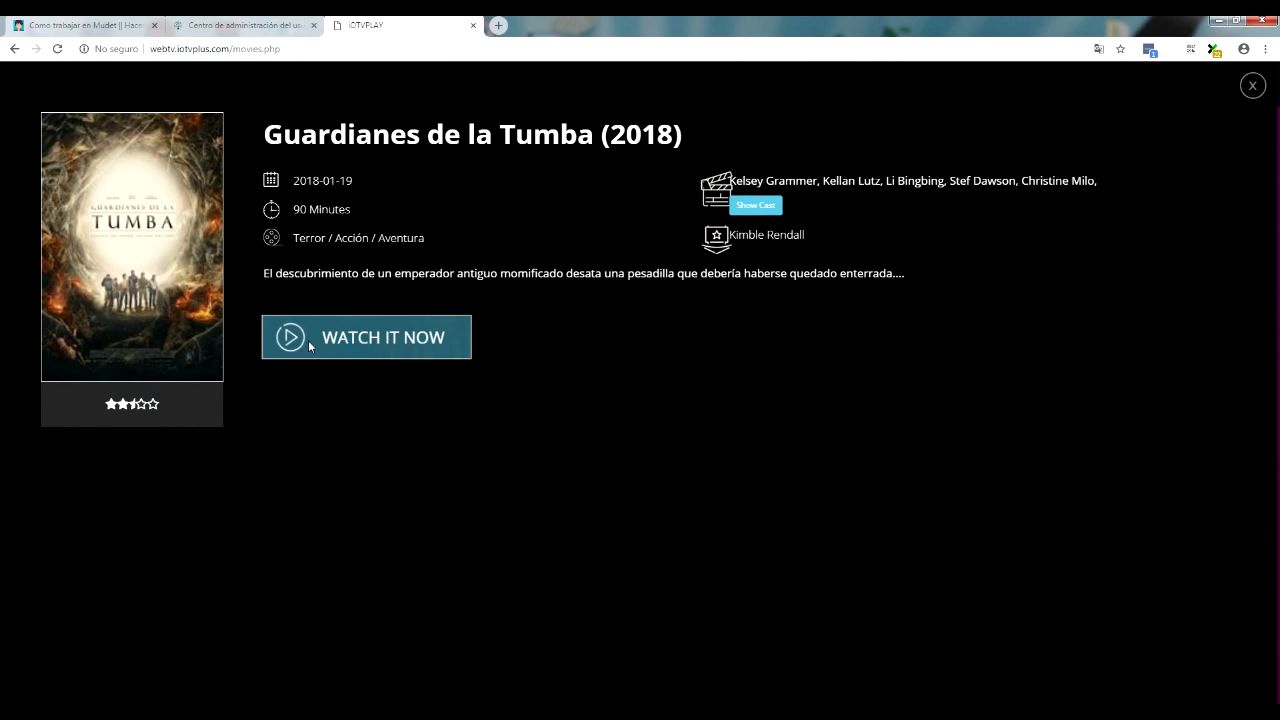 Como trabajar en Mudet || Hace
Centro de administración del us
IOTVPLAY
No seguro
webtv.iotvplus.com/movies.php
1
22
X
Guardianes de la Tumba (2018)
2018-01-19
90 Minutes
Terror / Acción / Aventura
Kelsey Grammer, Kellan Lutz, Li Bingbing, Stef Dawson, Christine Milo,
Show Cast
Kimble Rendall
El descubrimiento de un emperador antiguo momificado desata una pesadilla que debería haberse quedado enterrada....
WATCH IT NOW
GUARDIANES DE LA
TUMBA